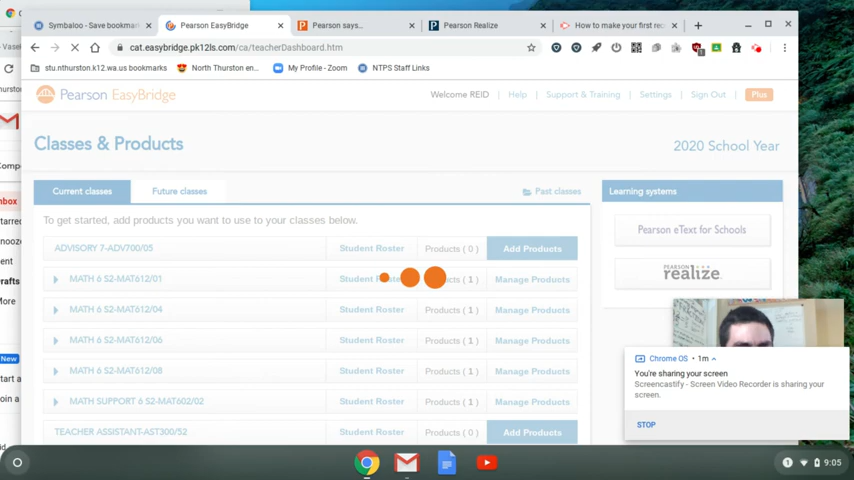 Symbaloo - Save bookmar
Pearson EasyBridge
Pearson says...
Pearson Realize
How to make your first rec
cat.easybridge.pk12ls.com/ca/teacherDashboard.htm
stu.nthurston.k12.wa.us bookmarks
North Thurston en...
My Profile - Zoom
NTPS Staff Links
Pearson EasyBridge
Welcome REID
Help
Support & Training
Settings
Sign Out
Plus
Classes & Products
2020 School Year
Current classes
Future classes
Past classes
Learning systems
To get started, add products you want to use to your classes below.
Pearson eText for Schools
PEARSON
realize
ADVISORY 7-ADV700/05 Student Roster Products ( 0 ) Add Products
MATH 6 S2-MAT612/01 Student Products ( 1 ) Manage Products
MATH 6 S2-MAT612/04 Student Roster Products ( 1 ) Manage Products
MATH 6 S2-MAT612/06 Student Roster Products ( 1 ) Manage Products
MATH 6 S2-MAT612/08 Student Roster Products ( 1 ) Manage Products
MATH SUPPORT 6 S2-MAT602/02 Student Roster Products ( 1 ) Manage Products
TEACHER ASSISTANT-AST300/52 Student Roster Products ( 0 ) Add Products
Chrome OS • 1m
You're sharing your screen
Screencastify - Screen Video Recorder is sharing your
screen.
STOP
New
More
9:05